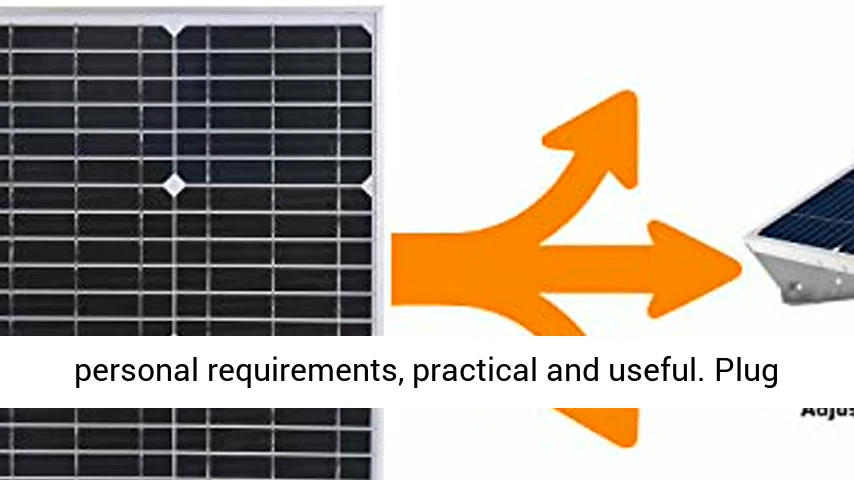 personal requirements, practical and useful. Plug